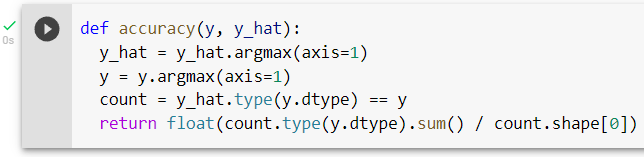 def accuracy(y, y_hat):
  y_hat = y_hat.argmax(axis=1)
  y = y.argmax(axis=1)
  count = y_hat.type(y.dtype) == y
  return float(count.type(y.dtype).sum() / count.shape[0])
0s